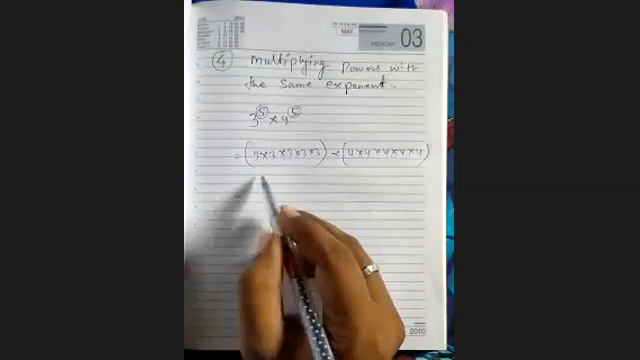 MAY
MONDAY 03
④ Multiplying Powers with
the same exponent.
3⁵ × 4⁵
= (3×3×3×3×3) × (4×4×4×4×4)
=
2010